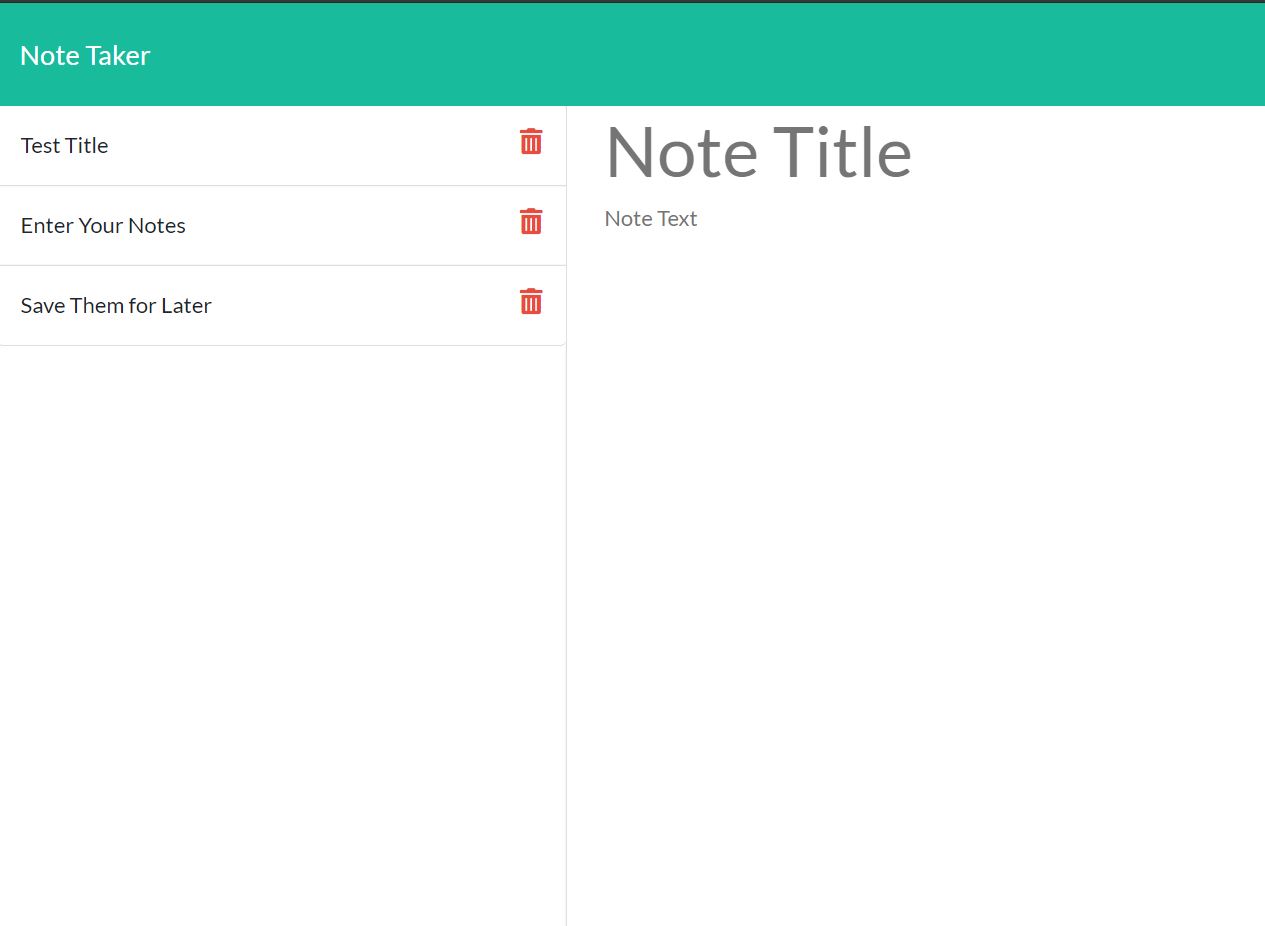 Note Taker
Test Title
Enter Your Notes
Save Them for Later
Note Title
Note Text